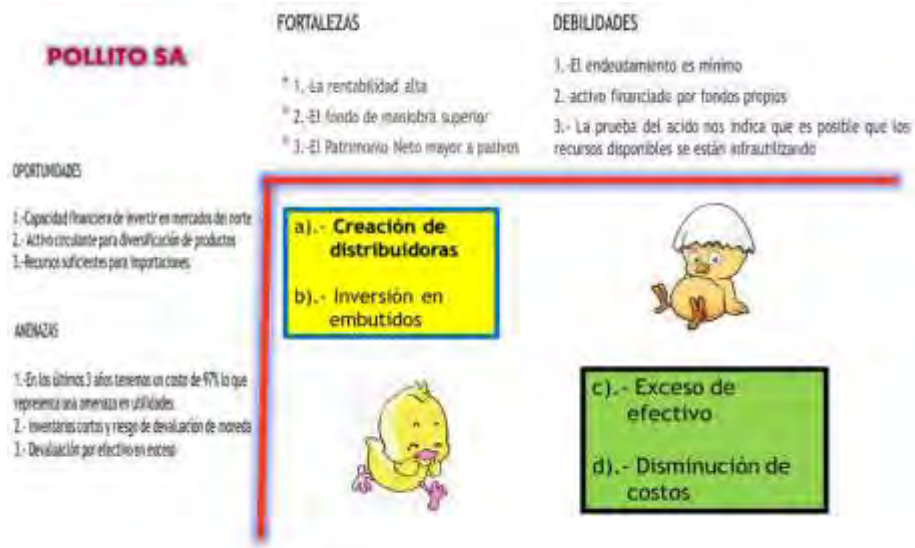 POLLITO SA
FORTALEZAS
* 1.-La rentabilidad alta
* 2.-El fondo de maniobra superior
* 3.-El Patrimonio Neto mayor a pasivos
DEBILIDADES
1.-El endeudamiento es mínimo
2.-activo financiado por fondos propios
3.- La prueba del acido nos indica que es posible que los
recursos disponibles se están infrautilizando
OPORTUNIDADES
1.-Capacidad financiera de invertir en mercados del norte
2.- Activo circulante para diversificación de productos
3.-Recursos suficientes para importaciones
AMENAZAS
1.-En los últimos 3 años tenemos un costo de 97% lo que
representa una amenaza en utilidades
2.- Inventarios cortos y riesgo de devaluación de moneda
3.- Devaluación por efectivo en exceso
a).- Creación de
distribuidoras
b).- Inversión en
embutidos
c).- Exceso de
efectivo
d).- Disminución de
costos